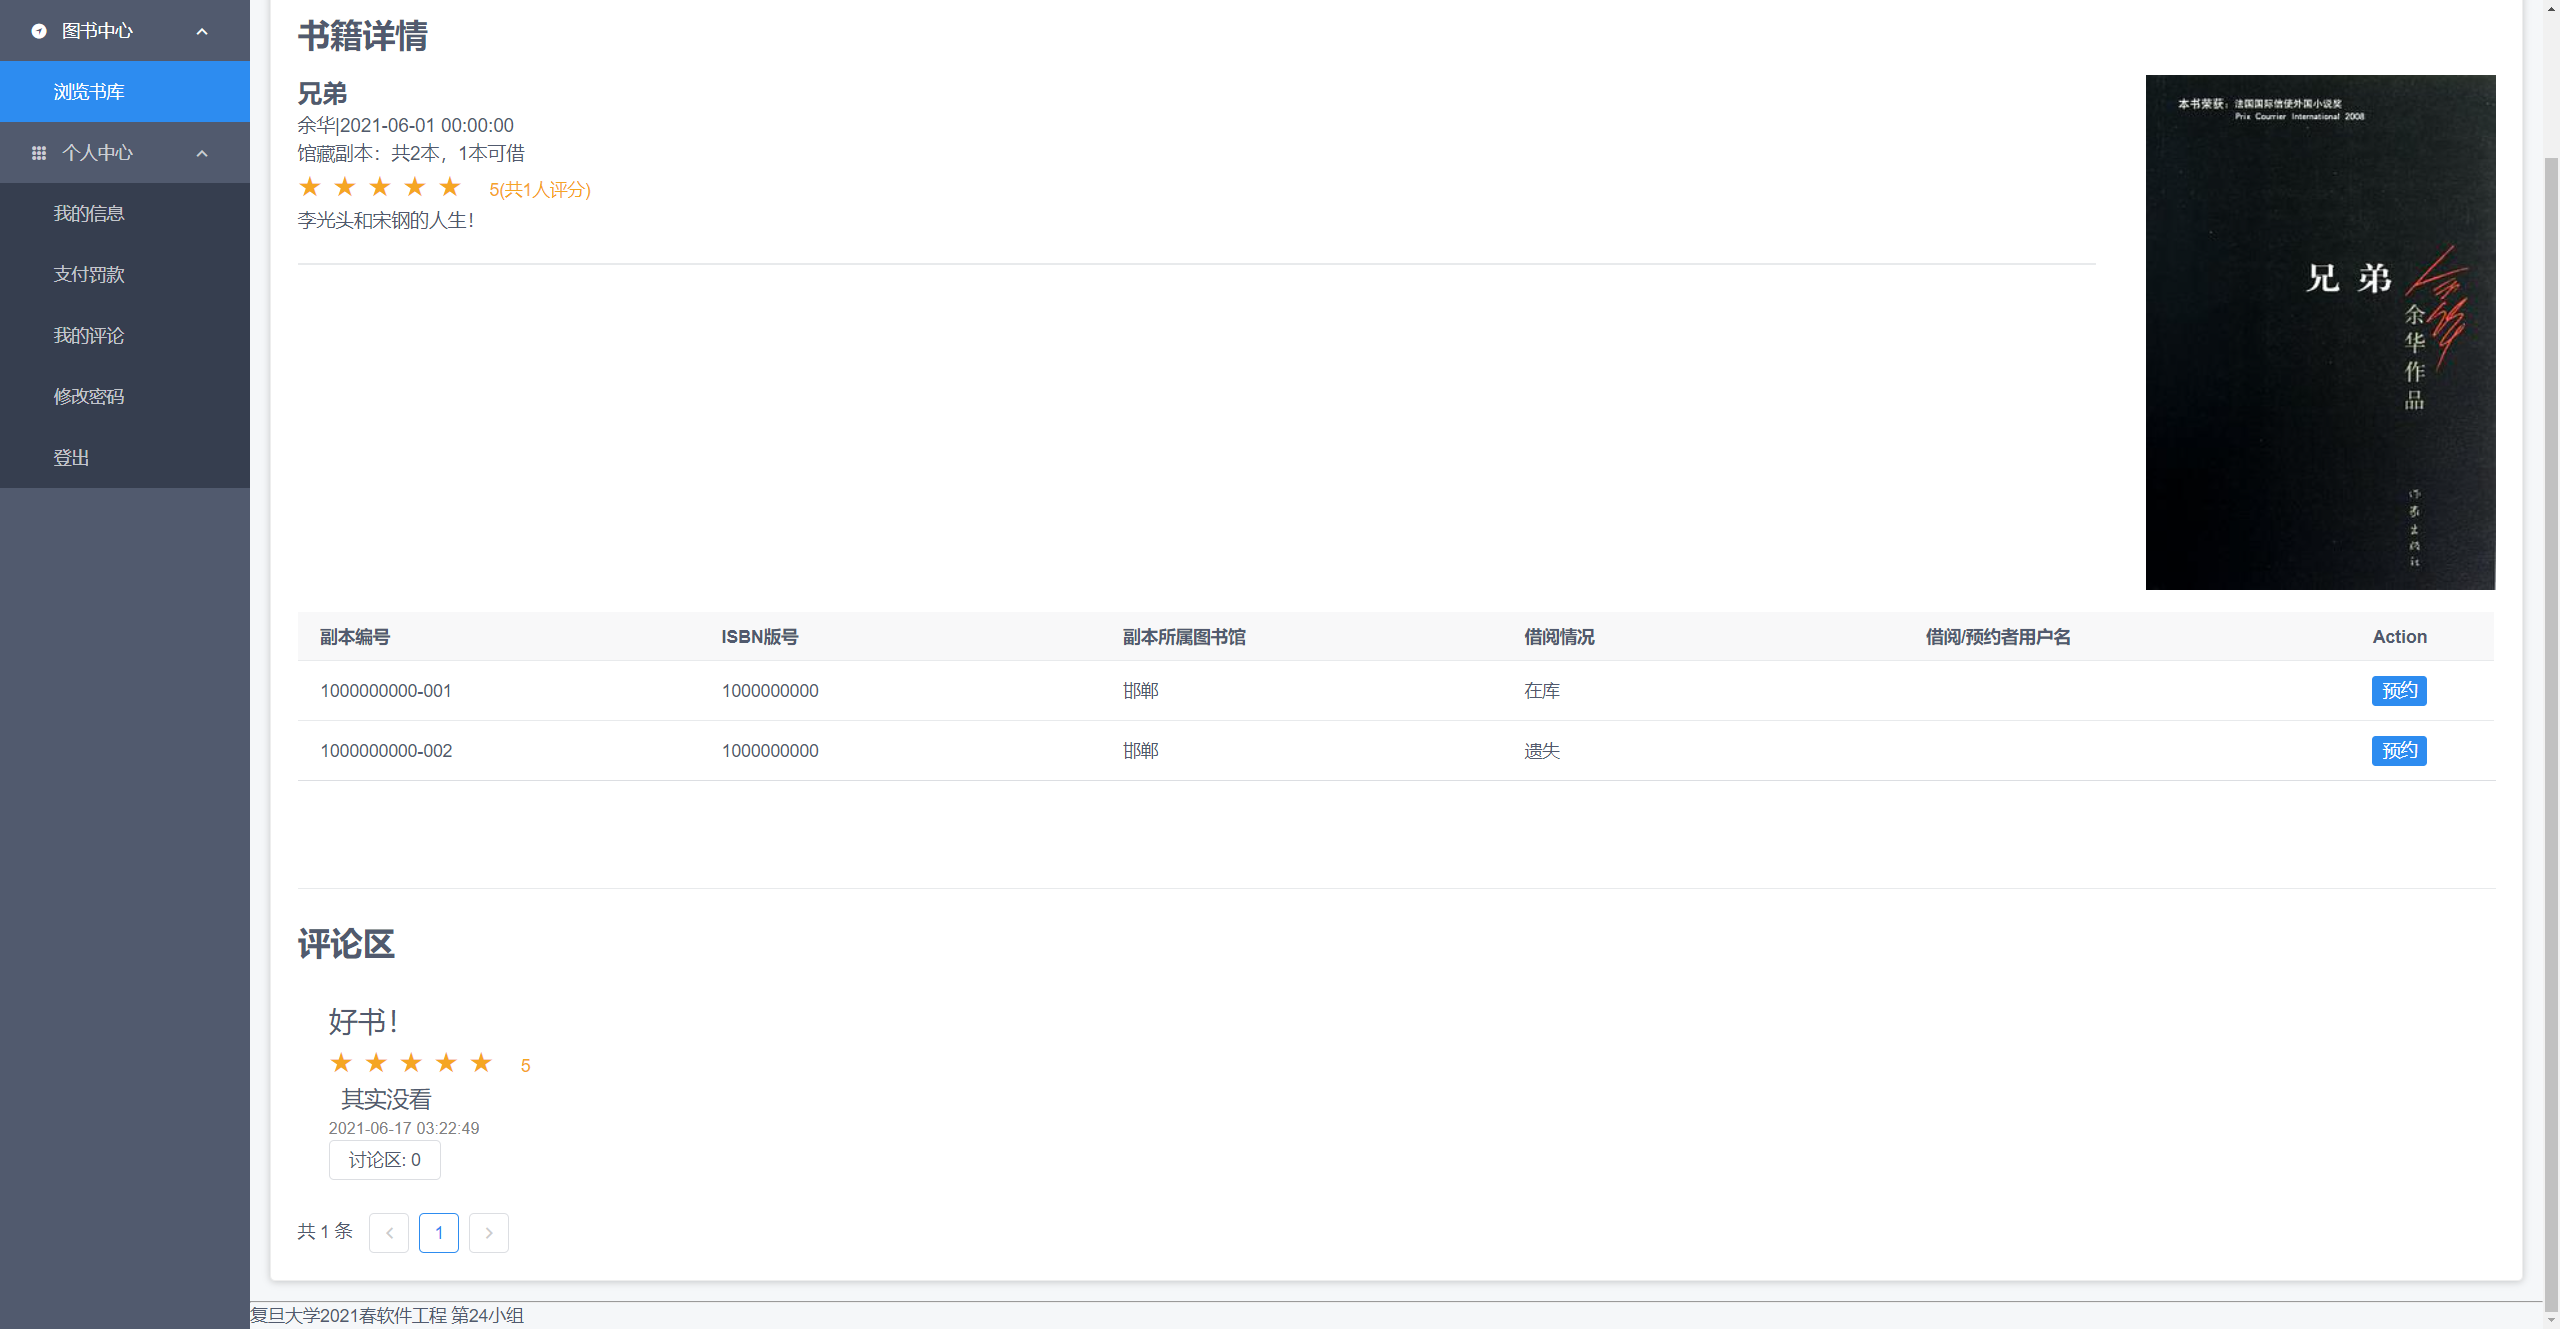 图书中心
浏览书库
个人中心
我的信息
支付罚款
我的评论
修改密码
登出
书籍详情
兄弟
余华|2021-06-01 00:00:00
馆藏副本：共2本，1本可借
5(共1人评分)
李光头和宋钢的人生！
本书荣获：法国国际信使外国小说奖
Prix Courrier International 2008
兄弟
余华作品
作家出版社
副本编号 ISBN版号 副本所属图书馆 借阅情况 借阅/预约者用户名 Action
1000000000-001 1000000000 邯郸 在库 预约
1000000000-002 1000000000 邯郸 遗失 预约
评论区
好书！
5
其实没看
2021-06-17 03:22:49
讨论区: 0
共 1 条 1
复旦大学2021春软件工程 第24小组